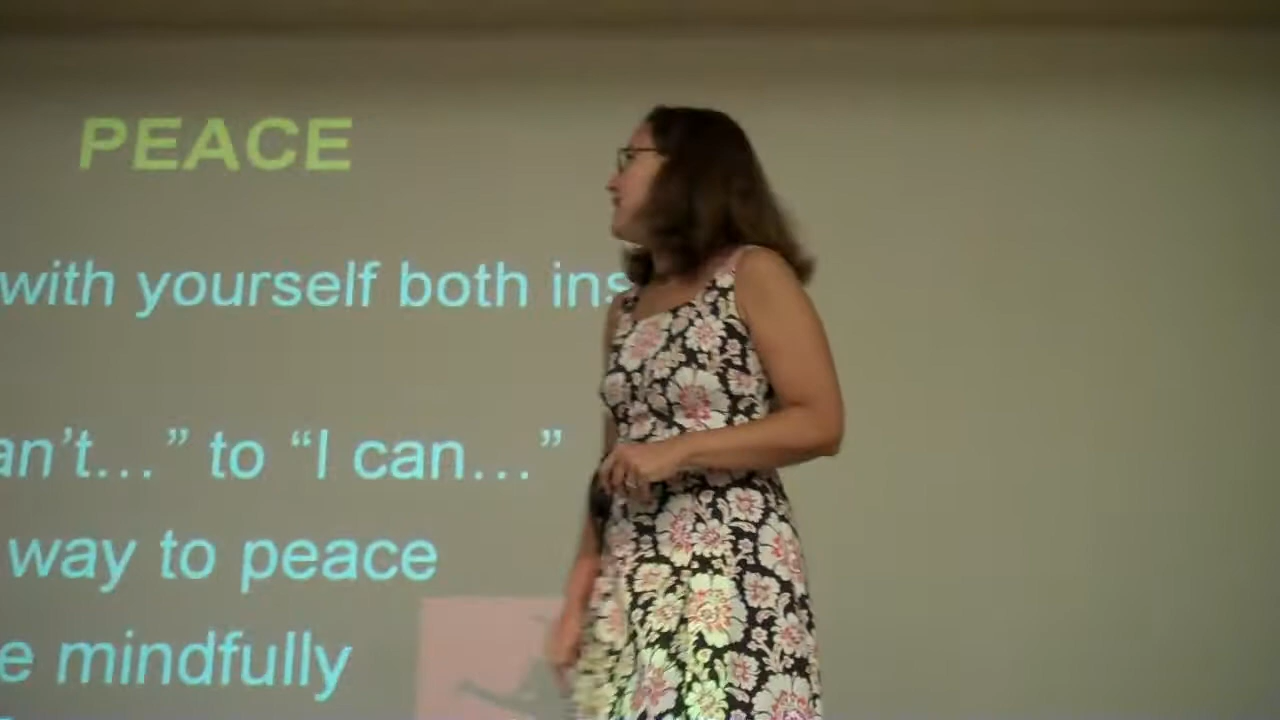 PEACE
with yourself both ins
an't…” to “I can…”
way to peace
e mindfully